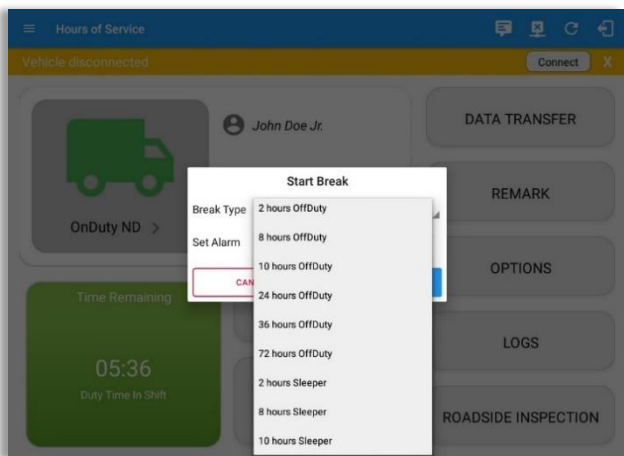 Hours of Service
Vehicle disconnected
Connect
X
John Doe Jr.
OnDuty ND >
Time Remaining
05:36
Duty Time In Shift
Start Break
Break Type
Set Alarm
CAN
2 hours OffDuty
8 hours OffDuty
10 hours OffDuty
24 hours OffDuty
36 hours OffDuty
72 hours OffDuty
2 hours Sleeper
8 hours Sleeper
10 hours Sleeper
DATA TRANSFER
REMARK
OPTIONS
LOGS
ROADSIDE INSPECTION